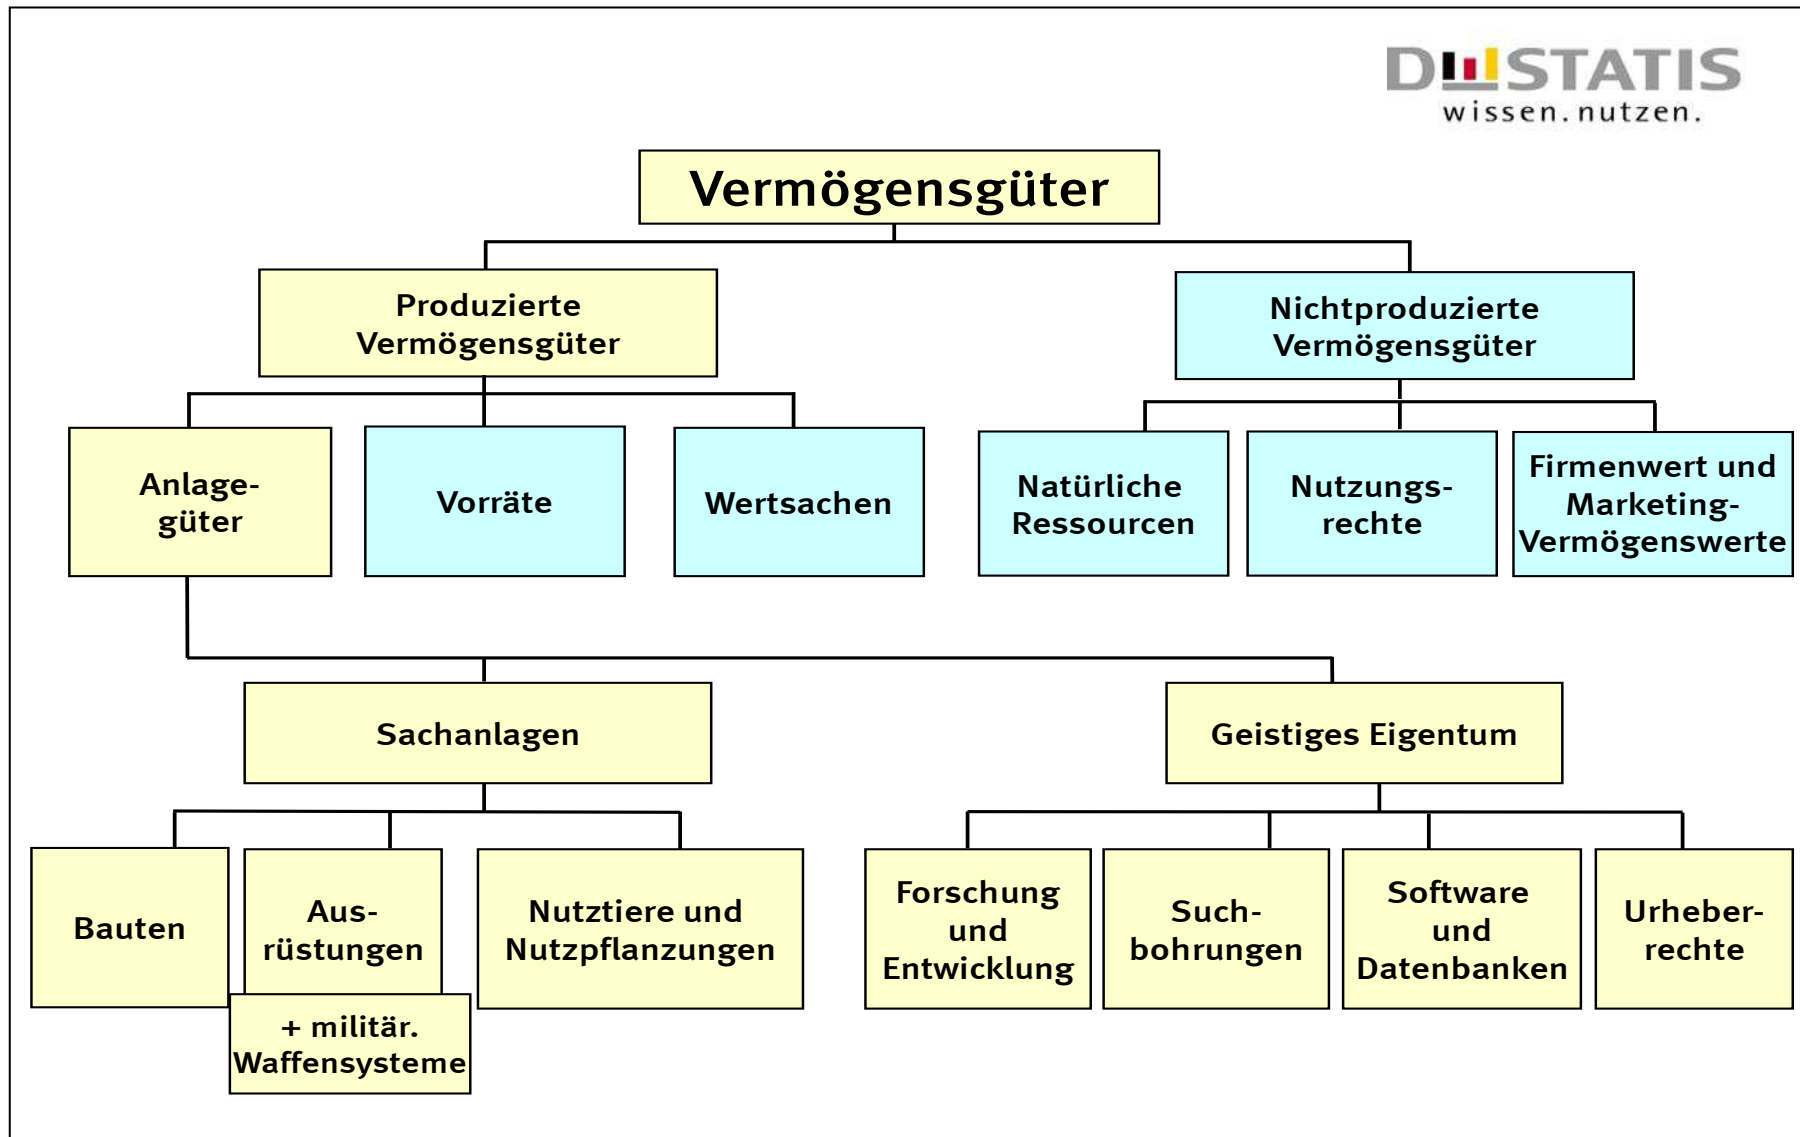 DESTATIS
wissen.nutzen.
Vermögensgüter
Produzierte
Vermögensgüter
Nichtproduzierte
Vermögensgüter
Anlage-
güter
Vorräte
Wertsachen
Natürliche
Ressourcen
Nutzungs-
rechte
Firmenwert und
Marketing-
Vermögenswerte
Sachanlagen
Geistiges Eigentum
Bauten
Aus-
rüstungen
+ militär.
Waffensysteme
Nutztiere und
Nutzpflanzungen
Forschung
und
Entwicklung
Such-
bohrungen
Software
und
Datenbanken
Urheber-
rechte